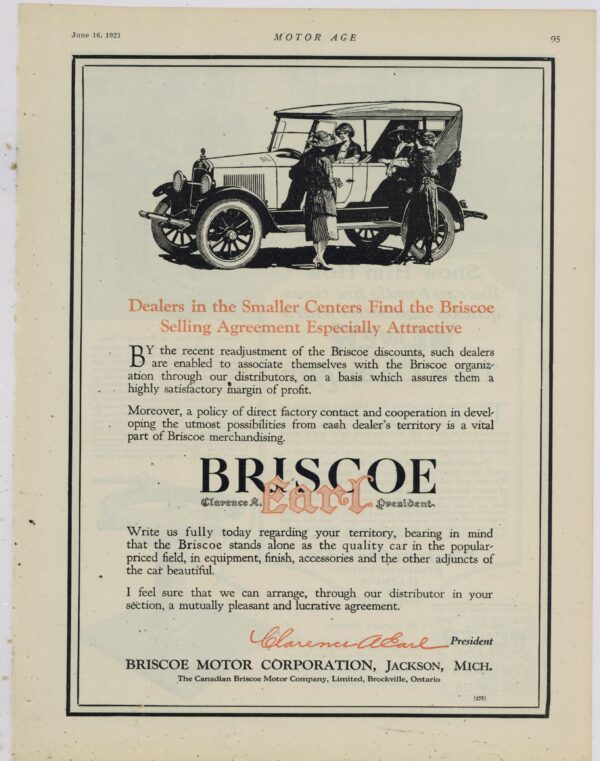 June 16, 1921
MOTOR AGE
95
Dealers in the Smaller Centers Find the Briscoe
Selling Agreement Especially Attractive
BY the recent readjustment of the Briscoe discounts, such dealers
are enabled to associate themselves with the Briscoe organiz-
ation through our distributors, on a basis which assures them a
highly satisfactory margin of profit.
Moreover, a policy of direct factory contact and cooperation in devel-
oping the utmost possibilities from each dealer's territory is a vital
part of Briscoe merchandising.
BRISCOE
Clarence A. Earl President
Write us fully today regarding your territory, bearing in mind
that the Briscoe stands alone as the quality car in the popular-
priced field, in equipment, finish, accessories and the other adjuncts of
the car beautiful.
I feel sure that we can arrange, through our distributor in your
section, a mutually pleasant and lucrative agreement.
Clarence A Earl President
BRISCOE MOTOR CORPORATION, JACKSON, MICH.
The Canadian Briscoe Motor Company, Limited, Brockville, Ontario